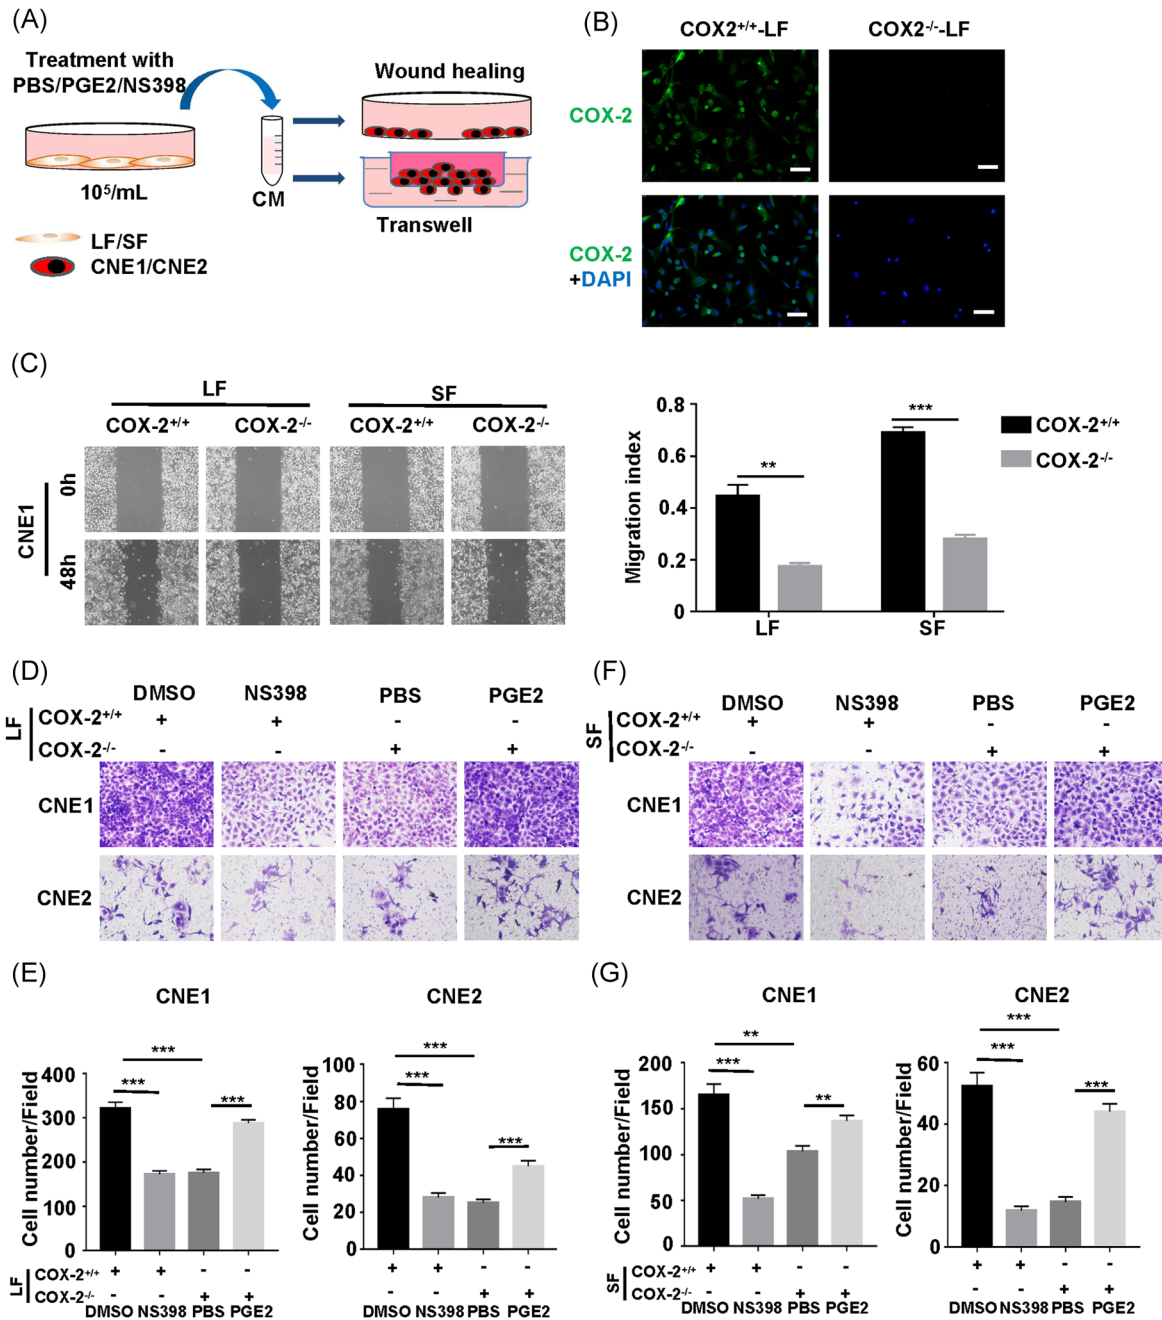 (A)
Treatment with
PBS/PGE2/NS398
10⁵/mL
CM
Wound healing
Transwell
LF/SF
CNE1/CNE2
(B)
COX2+/+-LF COX2-/--LF
COX-2
COX-2
+DAPI
(C)
LF SF
COX-2+/+ COX-2-/- COX-2+/+ COX-2-/-
CNE1
0h
48h
Migration index
0.8
0.6
0.4
0.2
0
** ***
LF SF
COX-2+/+
COX-2-/-
(D)
DMSO NS398 PBS PGE2
LF
COX-2+/+ + + - -
COX-2-/- - - + +
CNE1
CNE2
(F)
DMSO NS398 PBS PGE2
SF
COX-2+/+ + + - -
COX-2-/- - - + +
CNE1
CNE2
(E)
CNE1
Cell number/Field
400
300
200
100
0
*** *** ***
CNE2
Cell number/Field
100
80
60
40
20
0
*** *** ***
LF
COX-2+/+ + + - - + + - -
COX-2-/- - - + + - - + +
DMSO NS398 PBS PGE2 DMSO NS398 PBS PGE2
(G)
CNE1
Cell number/Field
200
150
100
50
0
** *** **
CNE2
Cell number/Field
60
40
20
0
*** *** ***
SF
COX-2+/+ + + - - + + - -
COX-2-/- - - + + - - + +
DMSO NS398 PBS PGE2 DMSO NS398 PBS PGE2